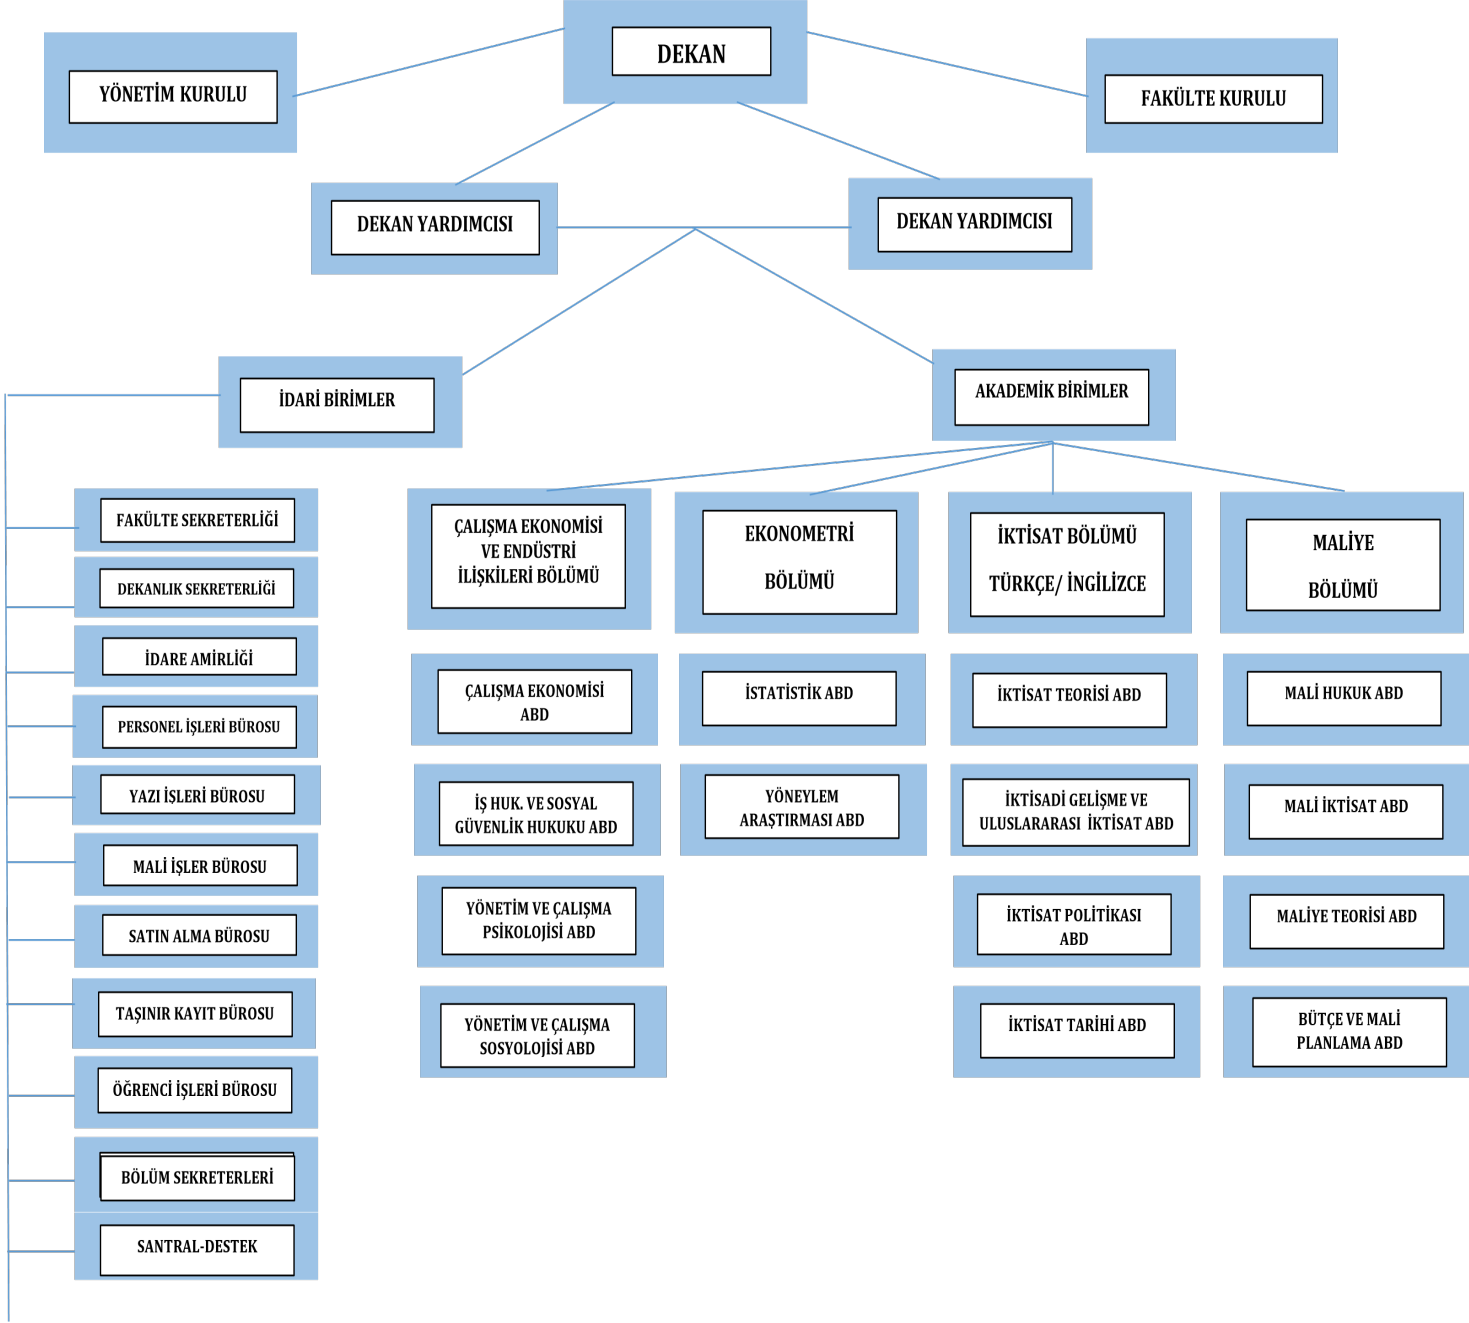 DEKAN
YÖNETİM KURULU
FAKÜLTE KURULU
DEKAN YARDIMCISI
DEKAN YARDIMCISI
İDARİ BİRİMLER
AKADEMİK BİRİMLER
FAKÜLTE SEKRETERLİĞİ
DEKANLIK SEKRETERLİĞİ
İDARE AMİRLİĞİ
PERSONEL İŞLERİ BÜROSU
YAZI İŞLERİ BÜROSU
MALİ İŞLER BÜROSU
SATIN ALMA BÜROSU
TAŞINIR KAYIT BÜROSU
ÖĞRENCİ İŞLERİ BÜROSU
BÖLÜM SEKRETERLERİ
SANTRAL-DESTEK
ÇALIŞMA EKONOMİSİ
VE ENDÜSTRİ
İLİŞKİLERİ BÖLÜMÜ
ÇALIŞMA EKONOMİSİ
ABD
İŞ HUK. VE SOSYAL
GÜVENLİK HUKUKU ABD
YÖNETİM VE ÇALIŞMA
PSİKOLOJİSİ ABD
YÖNETİM VE ÇALIŞMA
SOSYOLOJİSİ ABD
EKONOMETRİ
BÖLÜMÜ
İSTATİSTİK ABD
YÖNEYLEM
ARAŞTIRMASI ABD
İKTİSAT BÖLÜMÜ
TÜRKÇE/ İNGİLİZCE
İKTİSAT TEORİSİ ABD
İKTİSADİ GELİŞME VE
ULUSLARARASI İKTİSAT ABD
İKTİSAT POLİTİKASI
ABD
İKTİSAT TARİHİ ABD
MALİYE
BÖLÜMÜ
MALİ HUKUK ABD
MALİ İKTİSAT ABD
MALİYE TEORİSİ ABD
BÜTÇE VE MALİ
PLANLAMA ABD